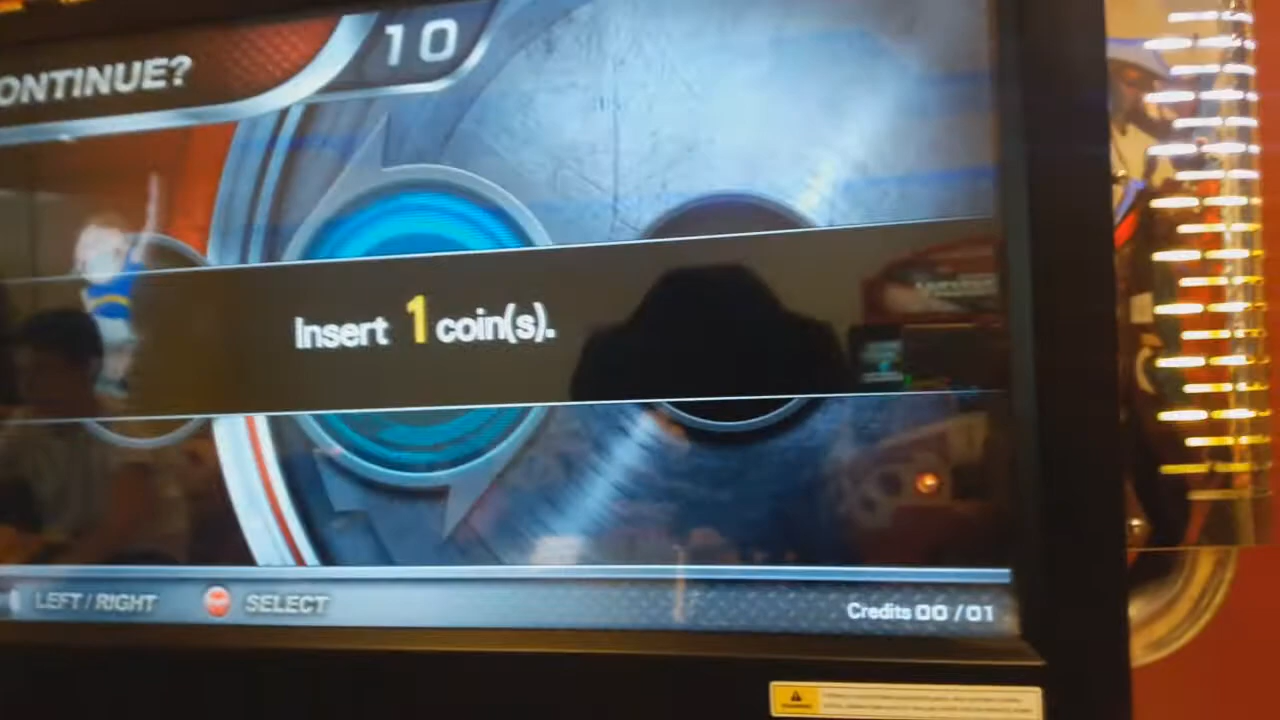 ONTINUE?
10
Insert 1 coin(s).
LEFT / RIGHT
SELECT
Credits 00 / 01